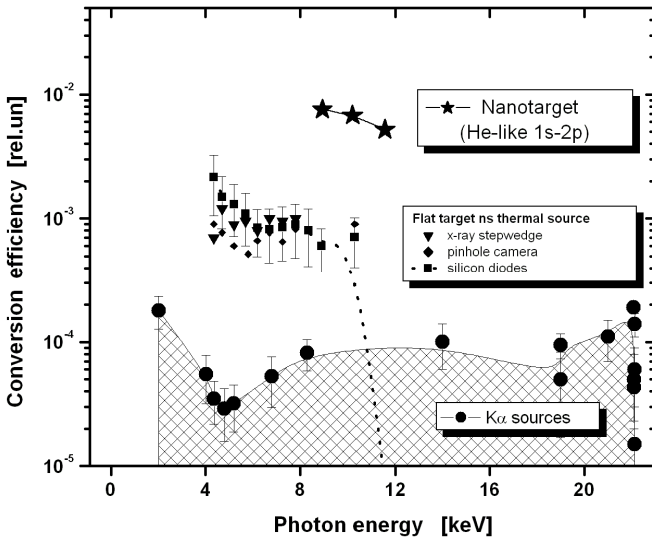 Conversion efficiency [rel.un]
10⁻²
10⁻³
10⁻⁴
10⁻⁵
Nanotarget
(He-like 1s-2p)
Flat target ns thermal source
x-ray stepwedge
pinhole camera
silicon diodes
Kα sources
0 4 8 12 16 20
Photon energy [keV]